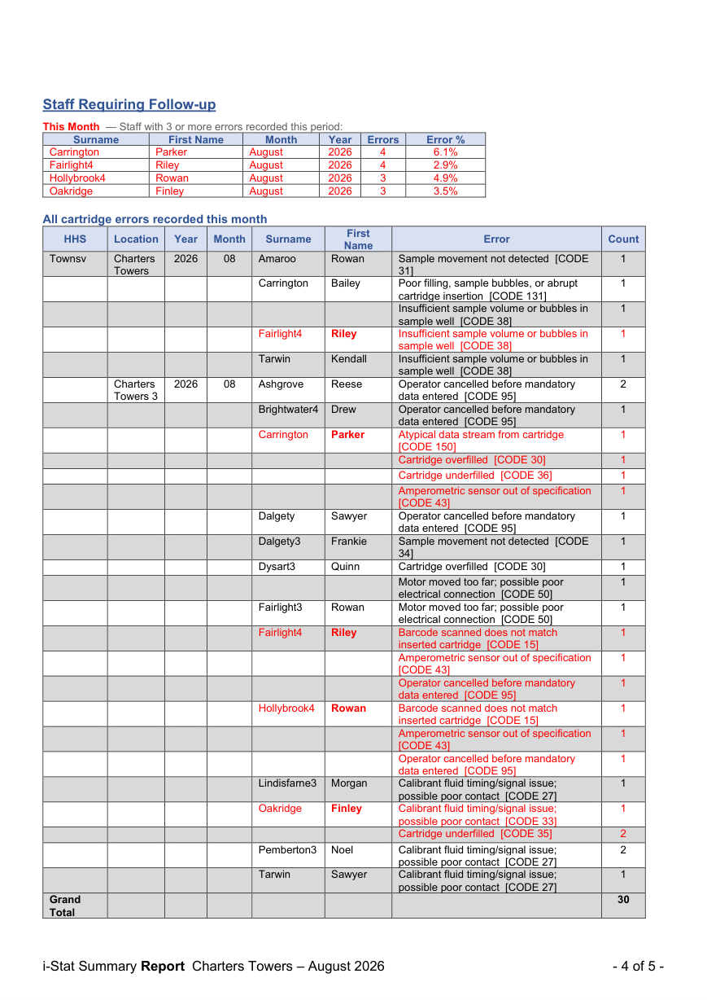 Staff Requiring Follow-up
This Month — Staff with 3 or more errors recorded this period:
Surname First Name Month Year Errors Error %
Carrington Parker August 2026 4 6.1%
Fairlight4 Riley August 2026 4 2.9%
Hollybrook4 Rowan August 2026 3 4.9%
Oakridge Finley August 2026 3 3.5%
All cartridge errors recorded this month
HHS Location Year Month Surname First Name Error Count
Townsv Charters 2026 08 Amaroo Rowan Sample movement not detected [CODE 1
Towers 31]
Carrington Bailey Poor filling, sample bubbles, or abrupt 1
cartridge insertion [CODE 131]
Insufficient sample volume or bubbles in 1
sample well [CODE 38]
Fairlight4 Riley Insufficient sample volume or bubbles in 1
sample well [CODE 38]
Tarwin Kendall Insufficient sample volume or bubbles in 1
sample well [CODE 38]
Charters 2026 08 Ashgrove Reese Operator cancelled before mandatory 2
Towers 3 data entered [CODE 95]
Brightwater4 Drew Operator cancelled before mandatory 1
data entered [CODE 95]
Carrington Parker Atypical data stream from cartridge 1
[CODE 150]
Cartridge overfilled [CODE 30] 1
Cartridge underfilled [CODE 36] 1
Amperometric sensor out of specification 1
[CODE 43]
Dalgety Sawyer Operator cancelled before mandatory 1
data entered [CODE 95]
Dalgety3 Frankie Sample movement not detected [CODE 1
34]
Dysart3 Quinn Cartridge overfilled [CODE 30] 1
Motor moved too far; possible poor 1
electrical connection [CODE 50]
Fairlight3 Rowan Motor moved too far; possible poor 1
electrical connection [CODE 50]
Fairlight4 Riley Barcode scanned does not match 1
inserted cartridge [CODE 15]
Amperometric sensor out of specification 1
[CODE 43]
Operator cancelled before mandatory 1
data entered [CODE 95]
Hollybrook4 Rowan Barcode scanned does not match 1
inserted cartridge [CODE 15]
Amperometric sensor out of specification 1
[CODE 43]
Operator cancelled before mandatory 1
data entered [CODE 95]
Lindisfarne3 Morgan Calibrant fluid timing/signal issue; 1
possible poor contact [CODE 27]
Oakridge Finley Calibrant fluid timing/signal issue; 1
possible poor contact [CODE 33]
Cartridge underfilled [CODE 35] 2
Pemberton3 Noel Calibrant fluid timing/signal issue; 2
possible poor contact [CODE 27]
Tarwin Sawyer Calibrant fluid timing/signal issue; 1
possible poor contact [CODE 27]
Grand 30
Total
i-Stat Summary Report Charters Towers – August 2026 - 4 of 5 -